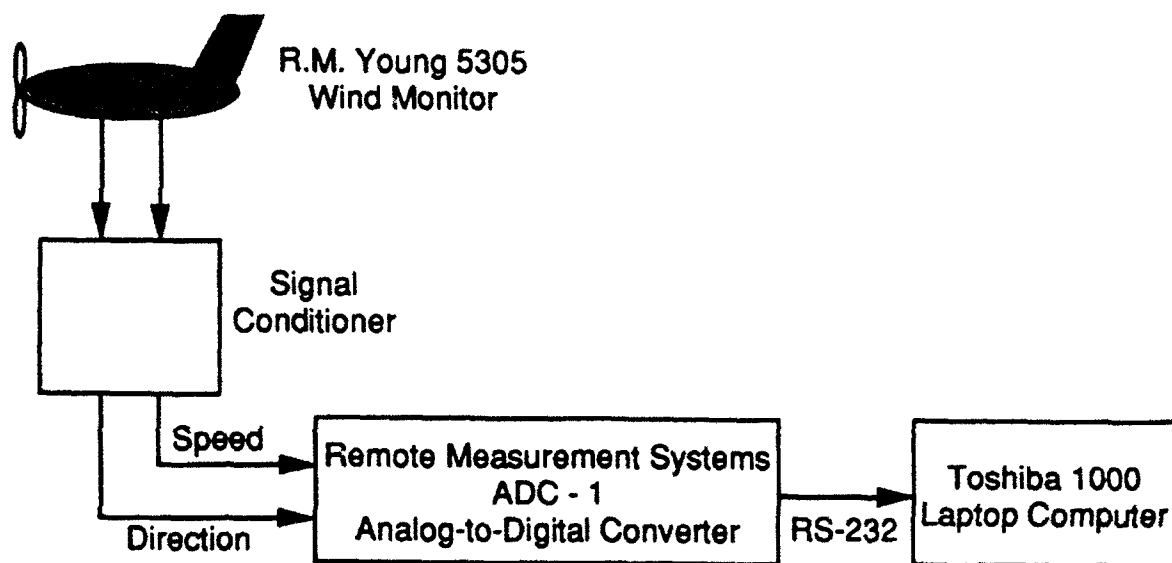 R.M. Young 5305
Wind Monitor
Signal
Conditioner
Speed
Direction
Remote Measurement Systems
ADC - 1
Analog-to-Digital Converter
RS-232
Toshiba 1000
Laptop Computer